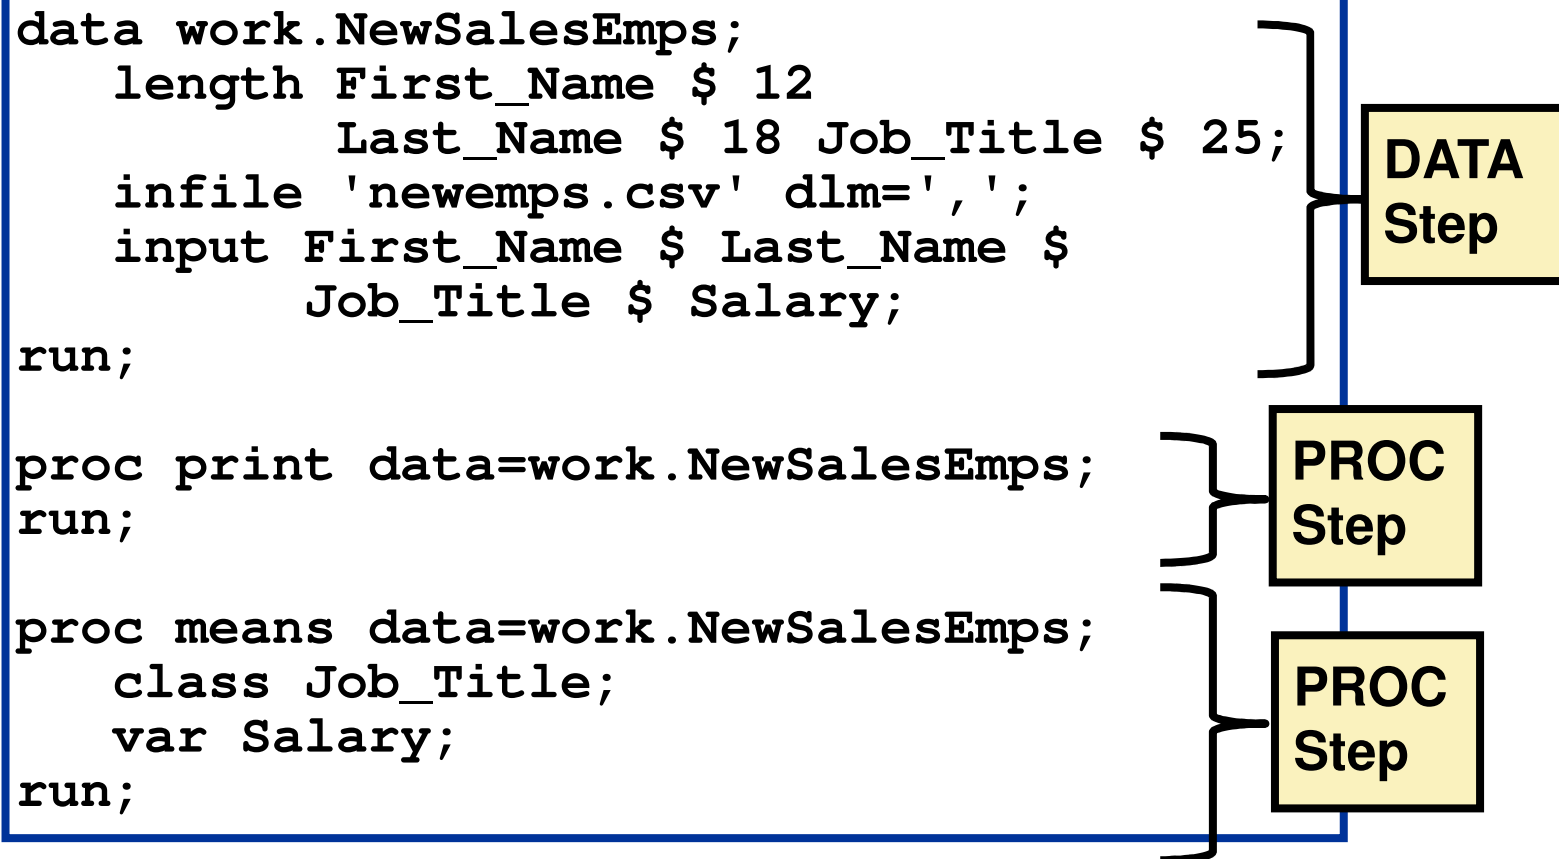 data work.NewSalesEmps;
   length First_Name $ 12
          Last_Name $ 18 Job_Title $ 25;
   infile 'newemps.csv' dlm=',';
   input First_Name $ Last_Name $
         Job_Title $ Salary;
run;
DATA
Step
proc print data=work.NewSalesEmps;
run;
PROC
Step
proc means data=work.NewSalesEmps;
   class Job_Title;
   var Salary;
run;
PROC
Step